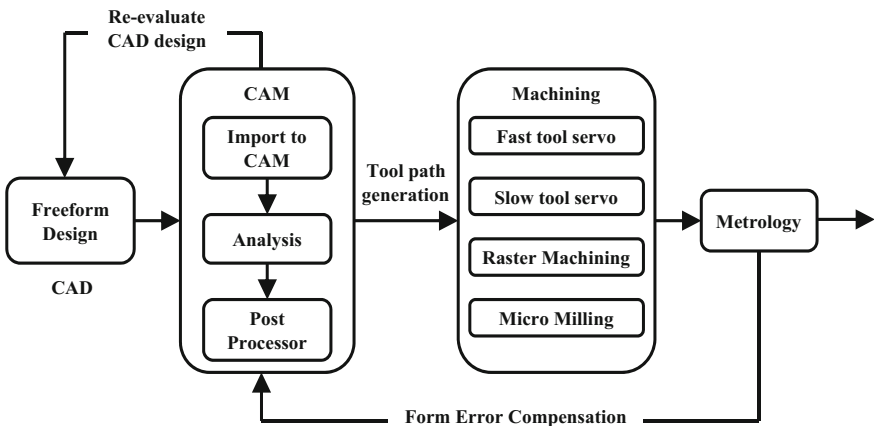 Re-evaluate
CAD design
CAM
Machining
Import to
CAM
Fast tool servo
Tool path
generation
Freeform
Design
Slow tool servo
Metrology
Analysis
Raster Machining
CAD
Post
Processor
Micro Milling
Form Error Compensation